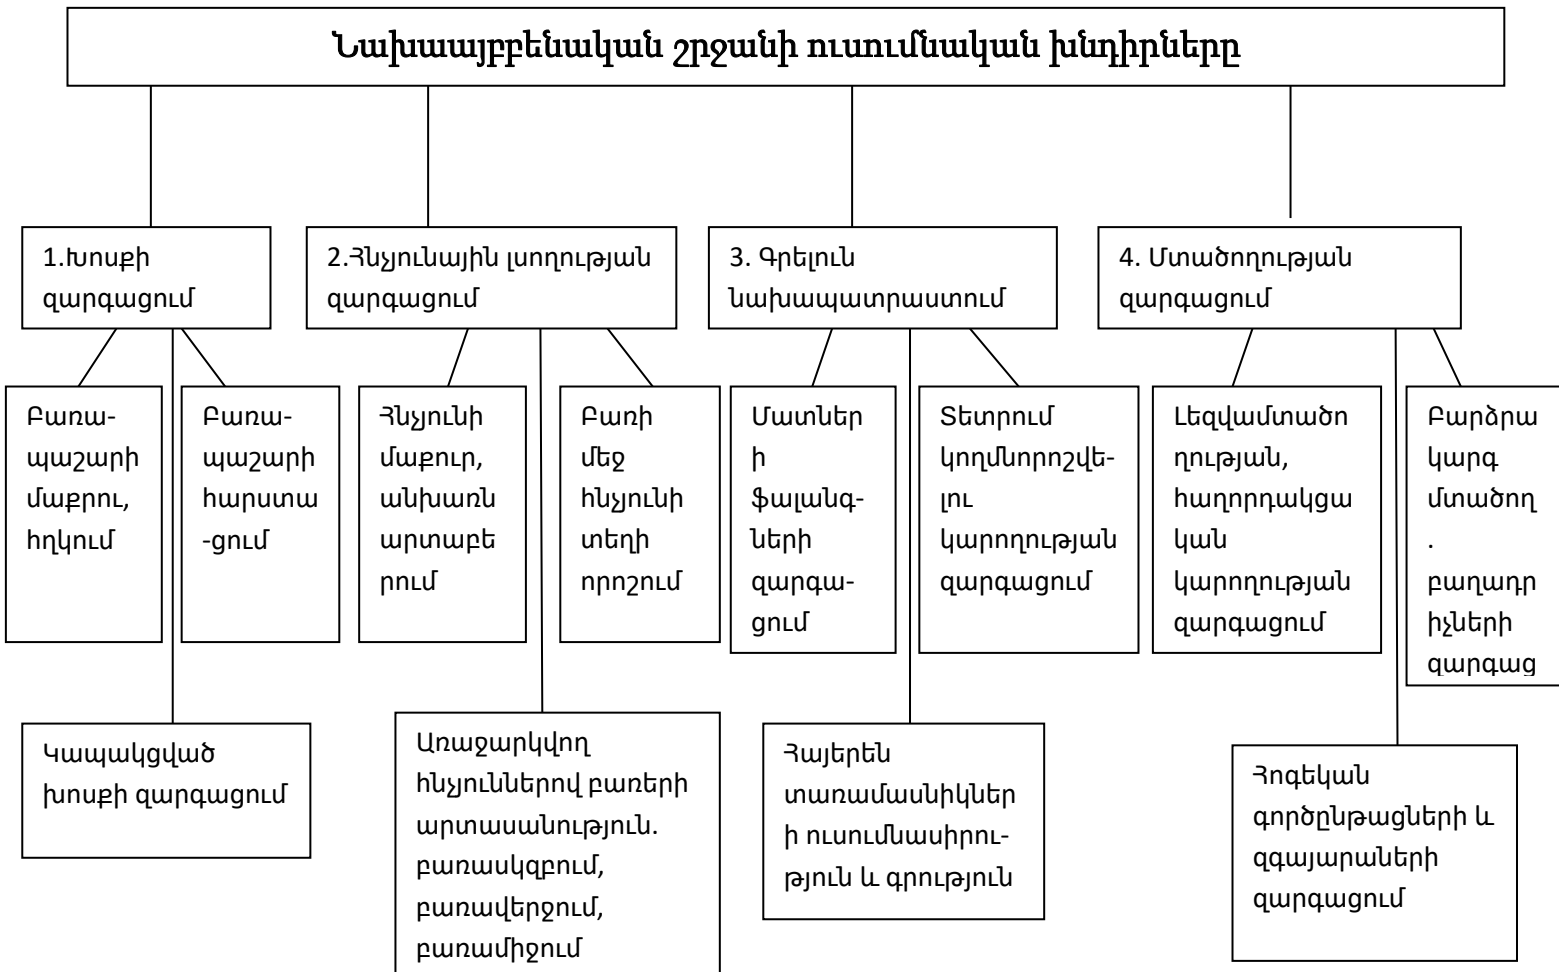 Նախաայբբենական շրջանի ուսումնական խնդիրները
1.Խոսքի
զարգացում
2.Հնչյունային լսողության
զարգացում
3. Գրելուն
նախապատրաստում
4. Մտածողության
զարգացում
Բառա-
պաշարի
մաքրու,
հղկում
Բառա-
պաշարի
հարստա
-ցում
Հնչյունի
մաքուր,
անխառն
արտաբե
րում
Բառի
մեջ
հնչյունի
տեղի
որոշում
Մատներ
ի
ֆալանգ-
ների
զարգա-
ցում
Տետրում
կողմնորոշվե-
լու
կարողության
զարգացում
Լեզվամտածո
ղության,
հաղորդակցա
կան
կարողության
զարգացում
Բարձրա
կարգ
մտածող
.
բաղադր
իչների
զարգաց
Կապակցված
խոսքի զարգացում
Առաջարկվող
հնչյուններով բառերի
արտասանություն.
բառասկզբում,
բառավերջում,
բառամիջում
Հայերեն
տառամասնիկներ
ի ուսումնասիրու-
թյուն և գրություն
Հոգեկան
գործընթացների և
զգայարաների
զարգացում